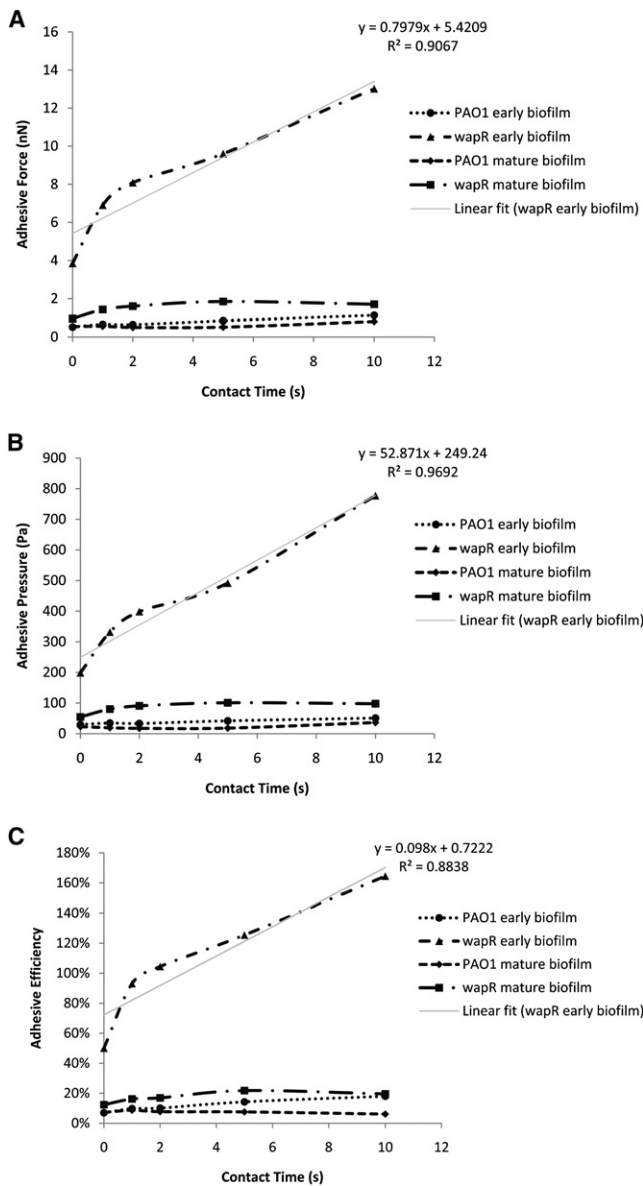 A
y = 0.7979x + 5.4209
R² = 0.9067
16
14
12
10
8
6
4
2
0
Adhesive Force (nN)
0 2 4 6 8 10 12
Contact Time (s)
PAO1 early biofilm
wapR early biofilm
PAO1 mature biofilm
wapR mature biofilm
Linear fit (wapR early biofilm)
B
y = 52.871x + 249.24
R² = 0.9692
900
800
700
600
500
400
300
200
100
0
Adhesive Pressure (Pa)
0 2 4 6 8 10 12
Contact Time (s)
PAO1 early biofilm
wapR early biofilm
PAO1 mature biofilm
wapR mature biofilm
Linear fit (wapR early biofilm)
C
y = 0.098x + 0.7222
R² = 0.8838
180%
160%
140%
120%
100%
80%
60%
40%
20%
0%
Adhesive Efficiency
0 2 4 6 8 10 12
Contact Time (s)
PAO1 early biofilm
wapR early biofilm
PAO1 mature biofilm
wapR mature biofilm
Linear fit (wapR early biofilm)